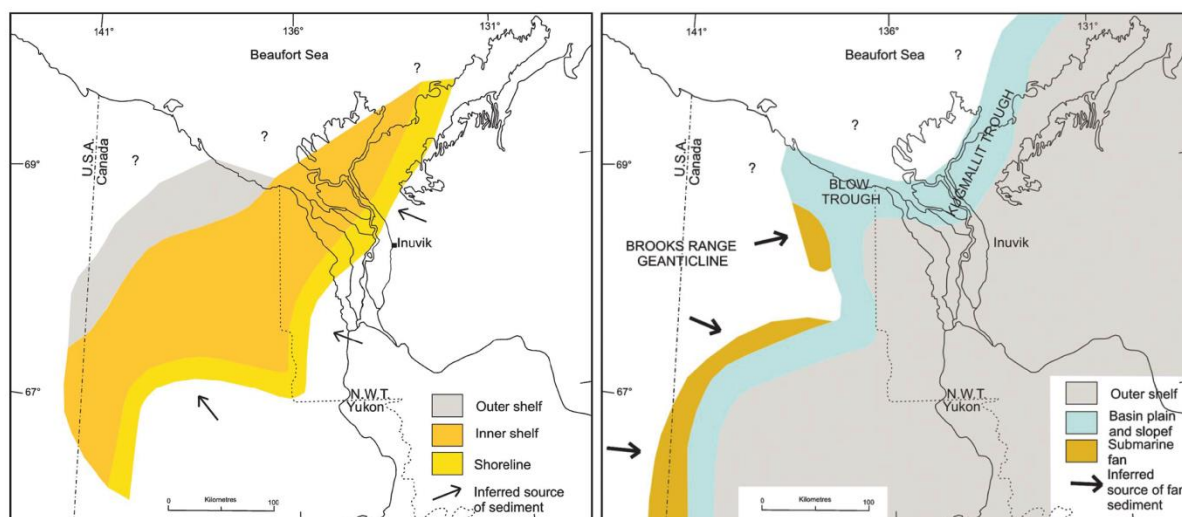 141°
136°
131°
Beaufort Sea
?
?
?
69°
U.S.A.
Canada
Inuvik
67°
N.W.T.
Yukon
Outer shelf
Inner shelf
Shoreline
Inferred source
of sediment
0
Kilometres
100
141°
136°
131°
Beaufort Sea
?
?
?
69°
U.S.A.
Canada
BLOW
TROUGH
KUGMALLIT TROUGH
BROOKS RANGE
GEANTICLINE
Inuvik
67°
N.W.T.
Yukon
Outer shelf
Basin plain
and slopef
Submarine
fan
Inferred
source of fan
sediment
0
Kilometres
100